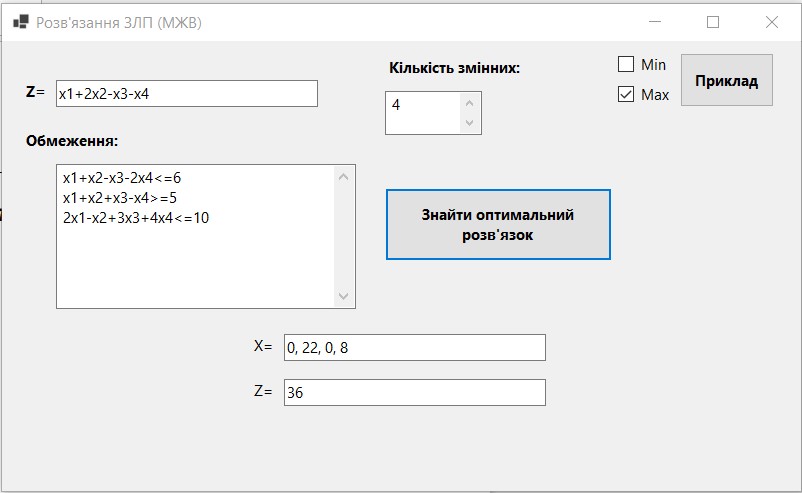 Розв'язання ЗЛП (МЖВ)
Кількість змінних:
Min
Max
Приклад
Z=
x1+2x2-x3-x4
4
Обмеження:
x1+x2-x3-2x4<=6
x1+x2+x3-x4>=5
2x1-x2+3x3+4x4<=10
Знайти оптимальний
розв'язок
X=
0, 22, 0, 8
Z=
36